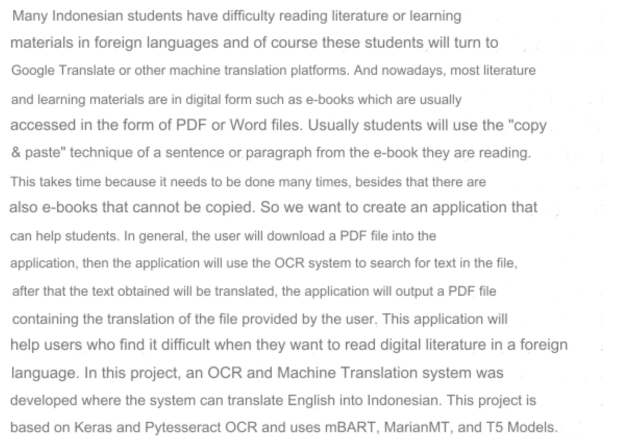 Many Indonesian students have difficulty reading literature or learning
materials in foreign languages and of course these students will turn to
Google Translate or other machine translation platforms. And nowadays, most literature
and learning materials are in digital form such as e-books which are usually
accessed in the form of PDF or Word files. Usually students will use the "copy
& paste" technique of a sentence or paragraph from the e-book they are reading.
This takes time because it needs to be done many times, besides that there are
also e-books that cannot be copied. So we want to create an application that
can help students. In general, the user will download a PDF file into the
application, then the application will use the OCR system to search for text in the file,
after that the text obtained will be translated, the application will output a PDF file
containing the translation of the file provided by the user. This application will
help users who find it difficult when they want to read digital literature in a foreign
language. In this project, an OCR and Machine Translation system was
developed where the system can translate English into Indonesian. This project is
based on Keras and Pytesseract OCR and uses mBART, MarianMT, and T5 Models.